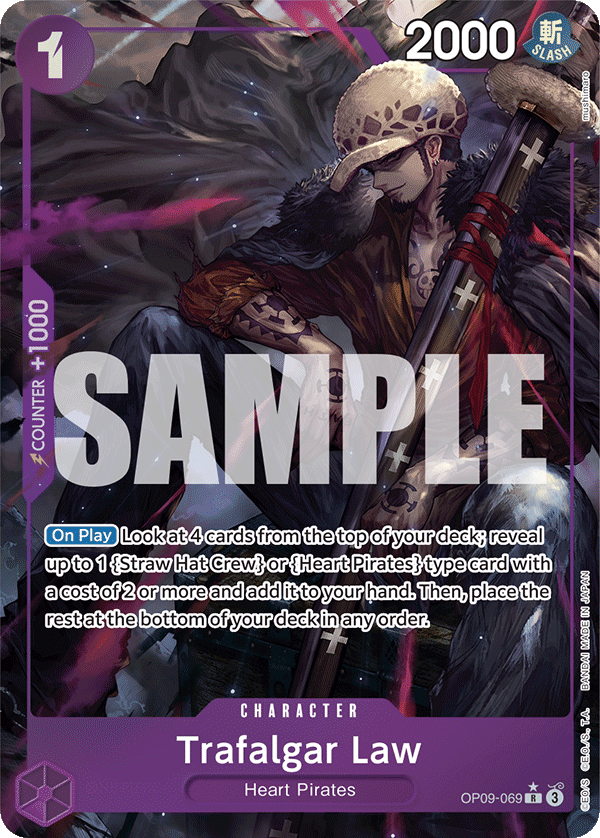 1
2000
斬
SLASH
mushimaro
COUNTER +1000
SAMPLE
On Play Look at 4 cards from the top of your deck; reveal
up to 1 {Straw Hat Crew} or {Heart Pirates} type card with
a cost of 2 or more and add it to your hand. Then, place the
rest at the bottom of your deck in any order.
CHARACTER
Trafalgar Law
Heart Pirates
OP09-069 R 3
©EO/S ©E.O./S., T.A. BANDAI MADE IN JAPAN